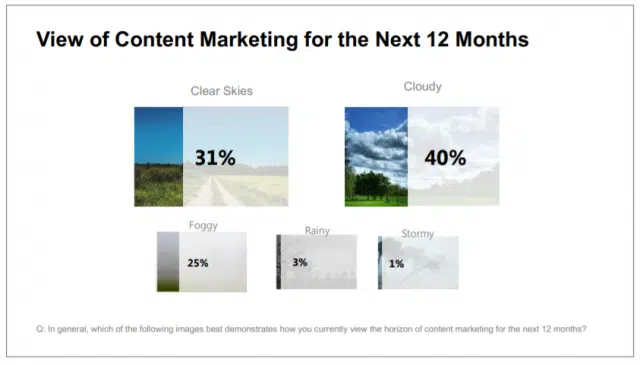 View of Content Marketing for the Next 12 Months
Clear Skies
Cloudy
31%
40%
Foggy
Rainy
Stormy
25%
3%
1%
Q: In general, which of the following images best demonstrates how you currently view the horizon of content marketing for the next 12 months?